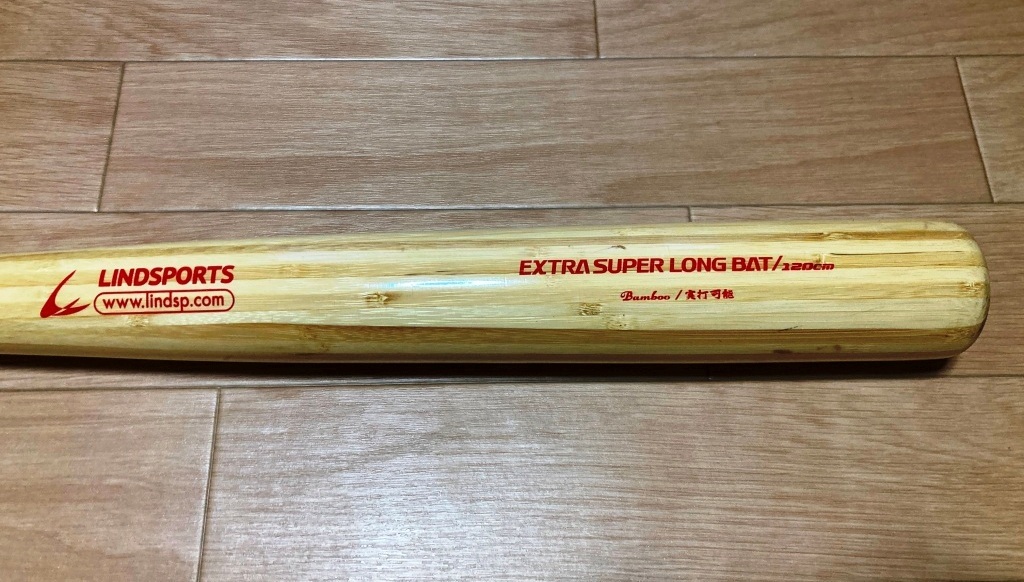 LINDSPORTS
www.lindsp.com
EXTRA SUPER LONG BAT/120cm
Bamboo / 実打可能